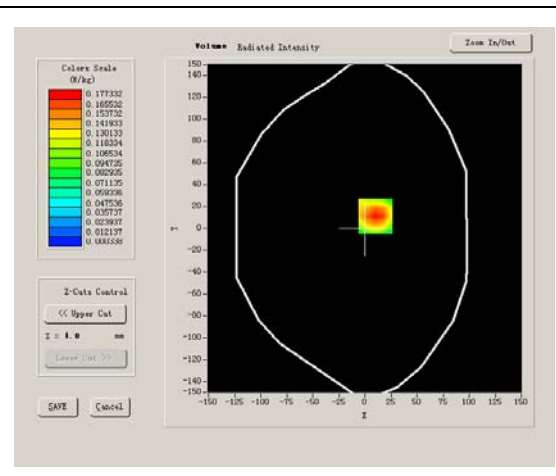 Volume Radiated Intensity
Zoom In/Out
Colors Scale
(W/kg)
0.177332
0.165532
0.153732
0.141933
0.130133
0.118334
0.106534
0.094735
0.082935
0.071135
0.059336
0.047536
0.035737
0.023937
0.012137
0.000338
Z-Cuts Control
<< Upper Cut
Z = 4.0 mm
Lower Cut >>
SAVE
Cancel
150
140
120
100
80
60
40
20
0
-20
-40
-60
-80
-100
-120
-140
-150
Y
-150 -125 -100 -75 -50 -25 0 25 50 75 100 125 150
X